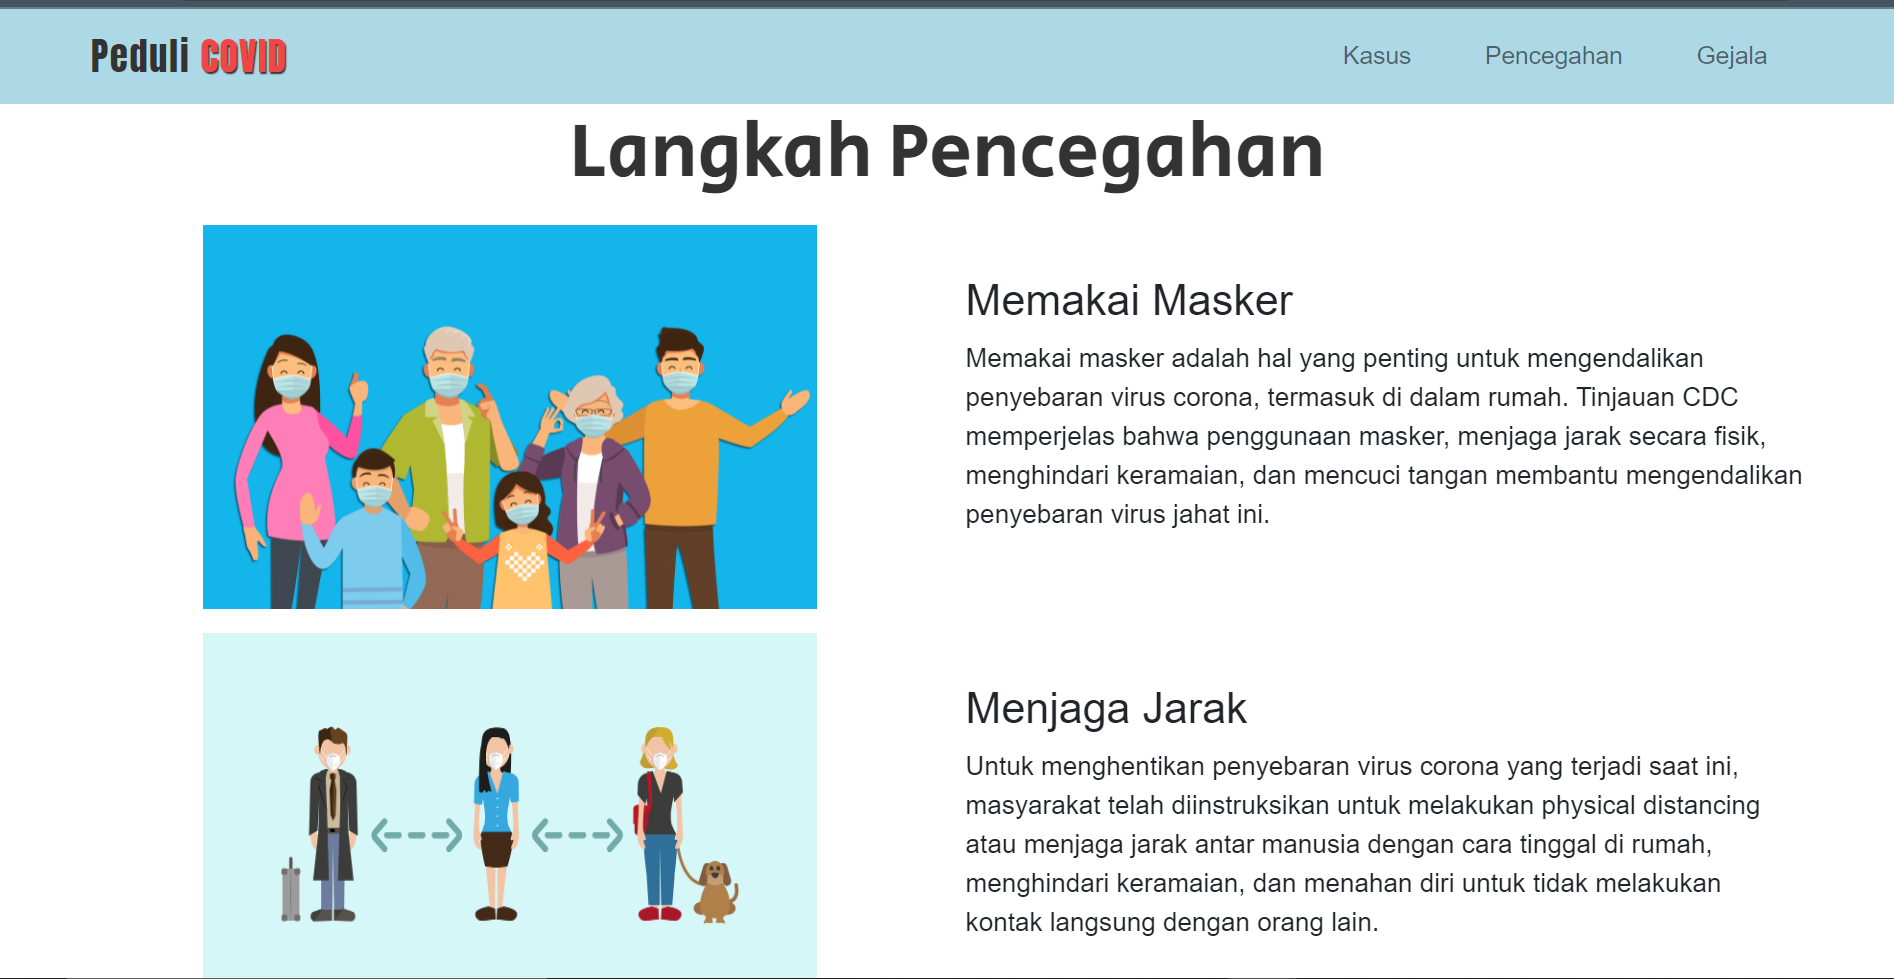 Peduli COVID
Kasus
Pencegahan
Gejala
Langkah Pencegahan
Memakai Masker
Memakai masker adalah hal yang penting untuk mengendalikan
penyebaran virus corona, termasuk di dalam rumah. Tinjauan CDC
memperjelas bahwa penggunaan masker, menjaga jarak secara fisik,
menghindari keramaian, dan mencuci tangan membantu mengendalikan
penyebaran virus jahat ini.
Menjaga Jarak
Untuk menghentikan penyebaran virus corona yang terjadi saat ini,
masyarakat telah diinstruksikan untuk melakukan physical distancing
atau menjaga jarak antar manusia dengan cara tinggal di rumah,
menghindari keramaian, dan menahan diri untuk tidak melakukan
kontak langsung dengan orang lain.